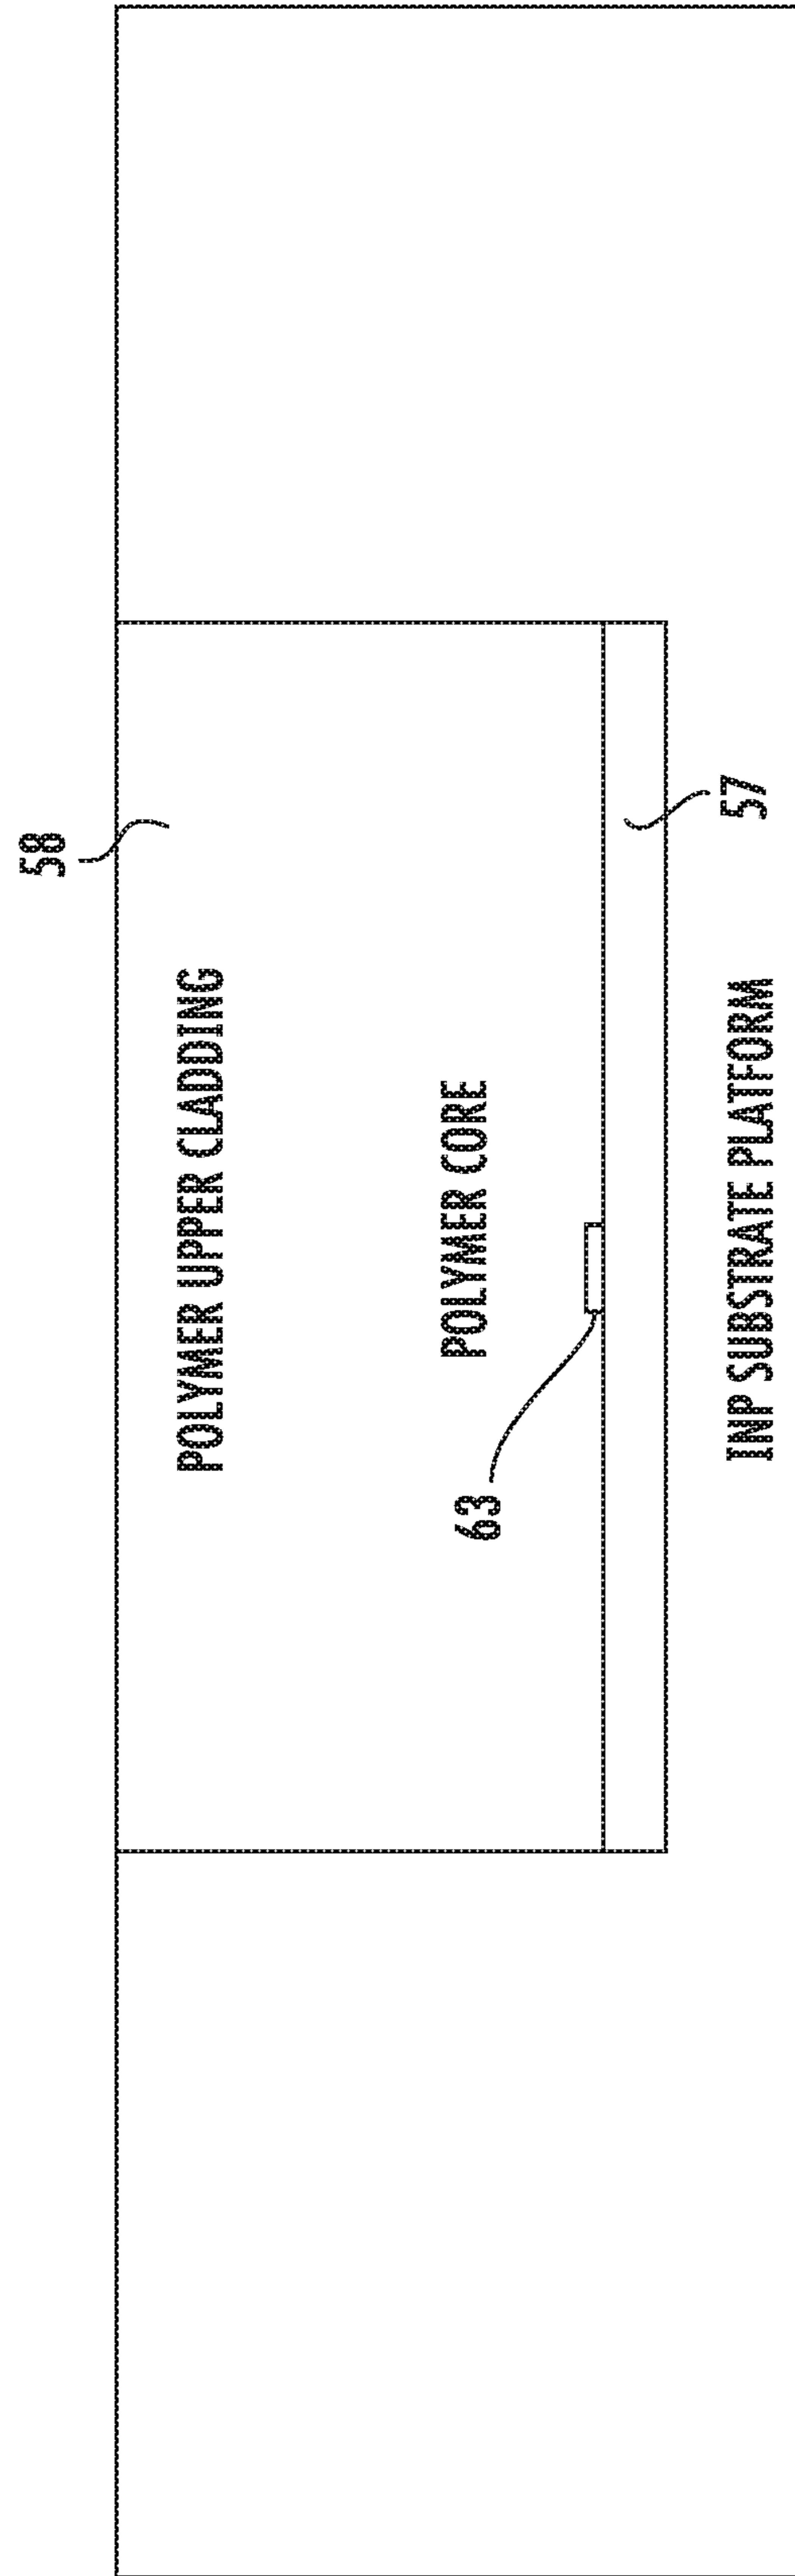 58
POLYMER UPPER CLADDING
POLYMER CORE
63
57
INP SUBSTRATE PLATFORM